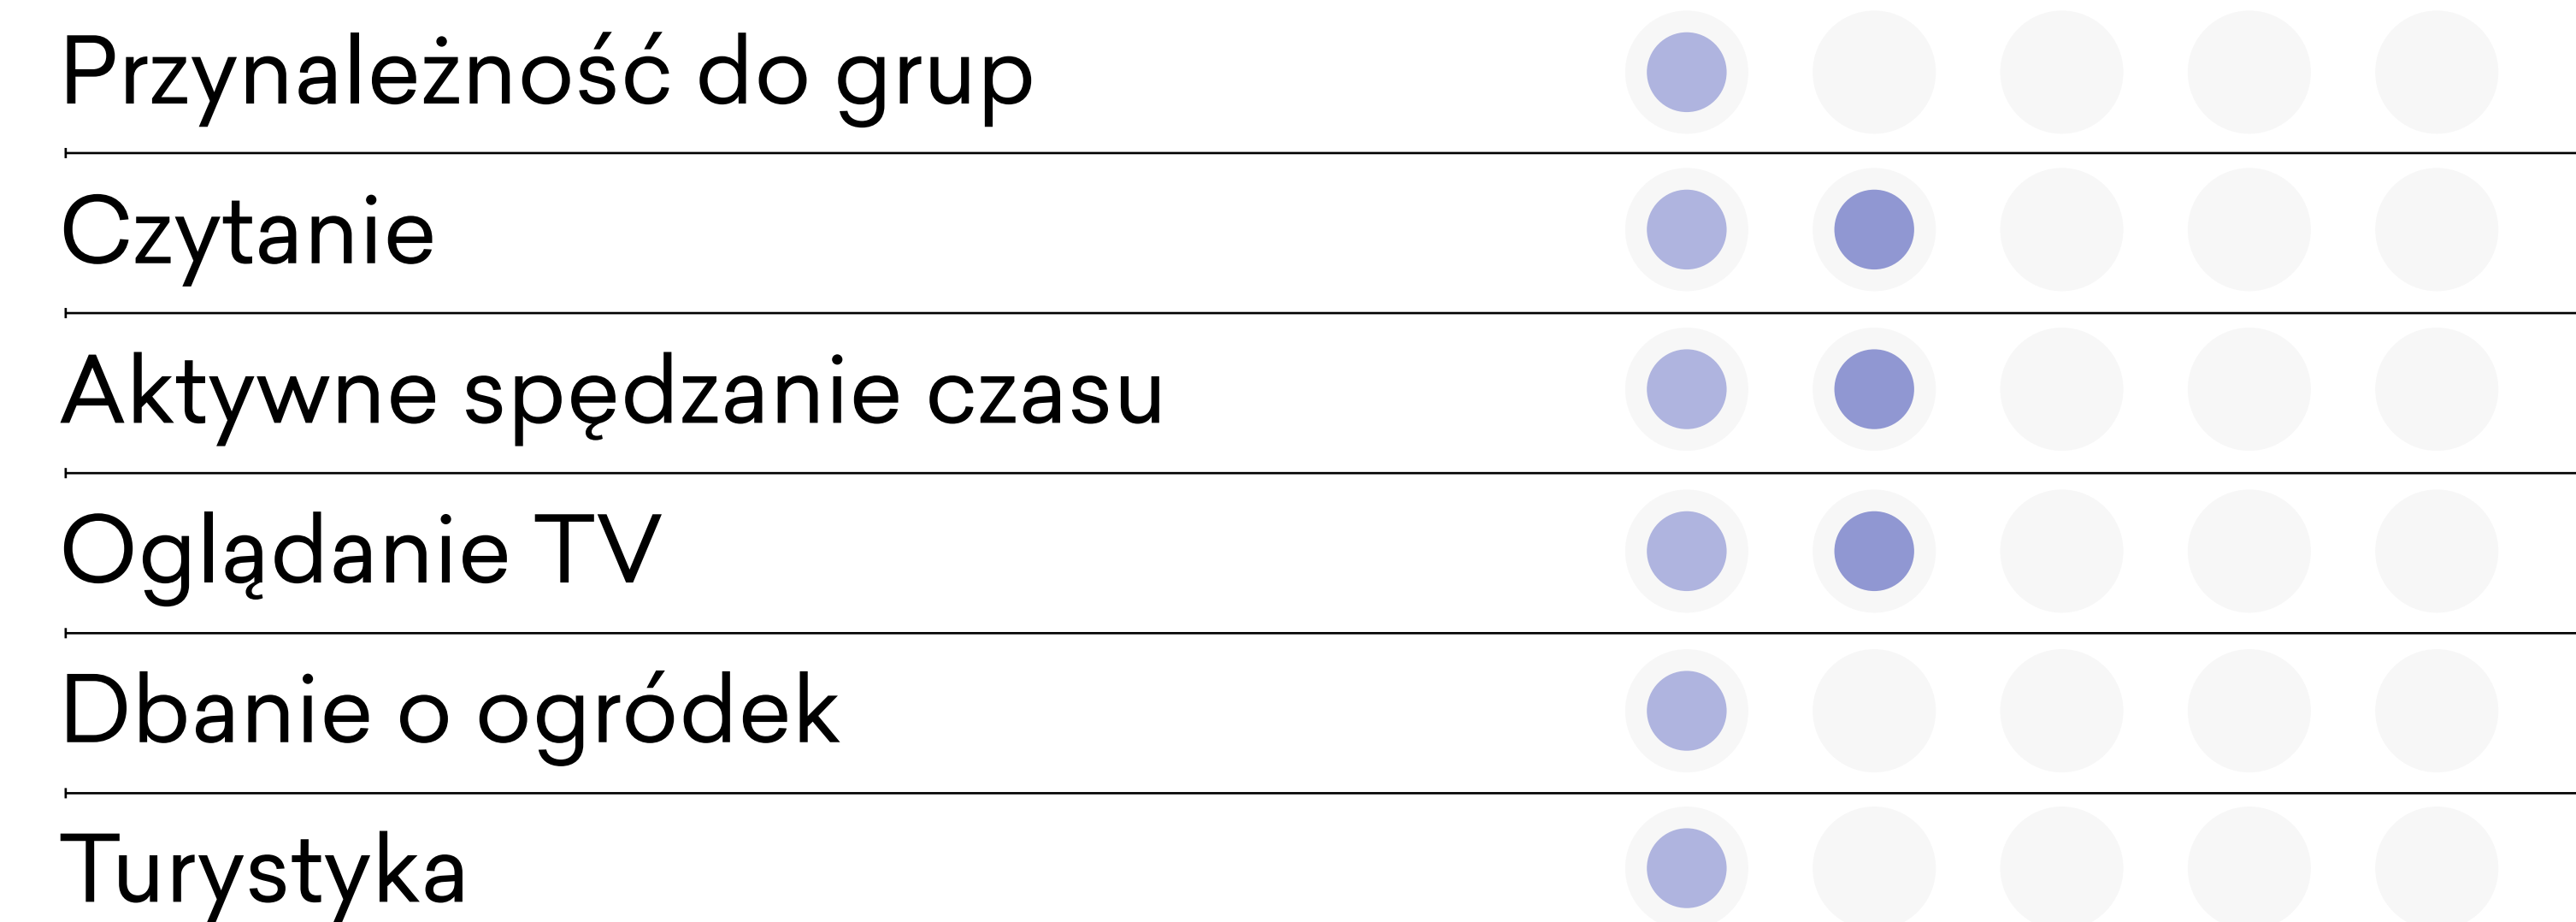 Przynależność do grup
Czytanie
Aktywne spędzanie czasu
Oglądanie TV
Dbanie o ogródek
Turystyka